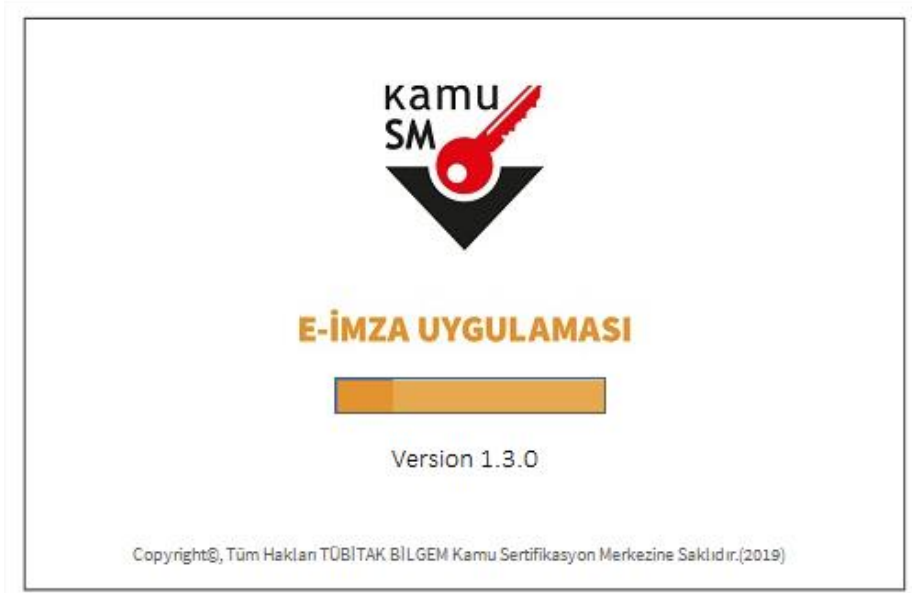 Kamu
SM
E-İMZA UYGULAMASI
Version 1.3.0
Copyright©, Tüm Hakları TÜBİTAK BİLGEM Kamu Sertifikasyon Merkezine Saklıdır.(2019)